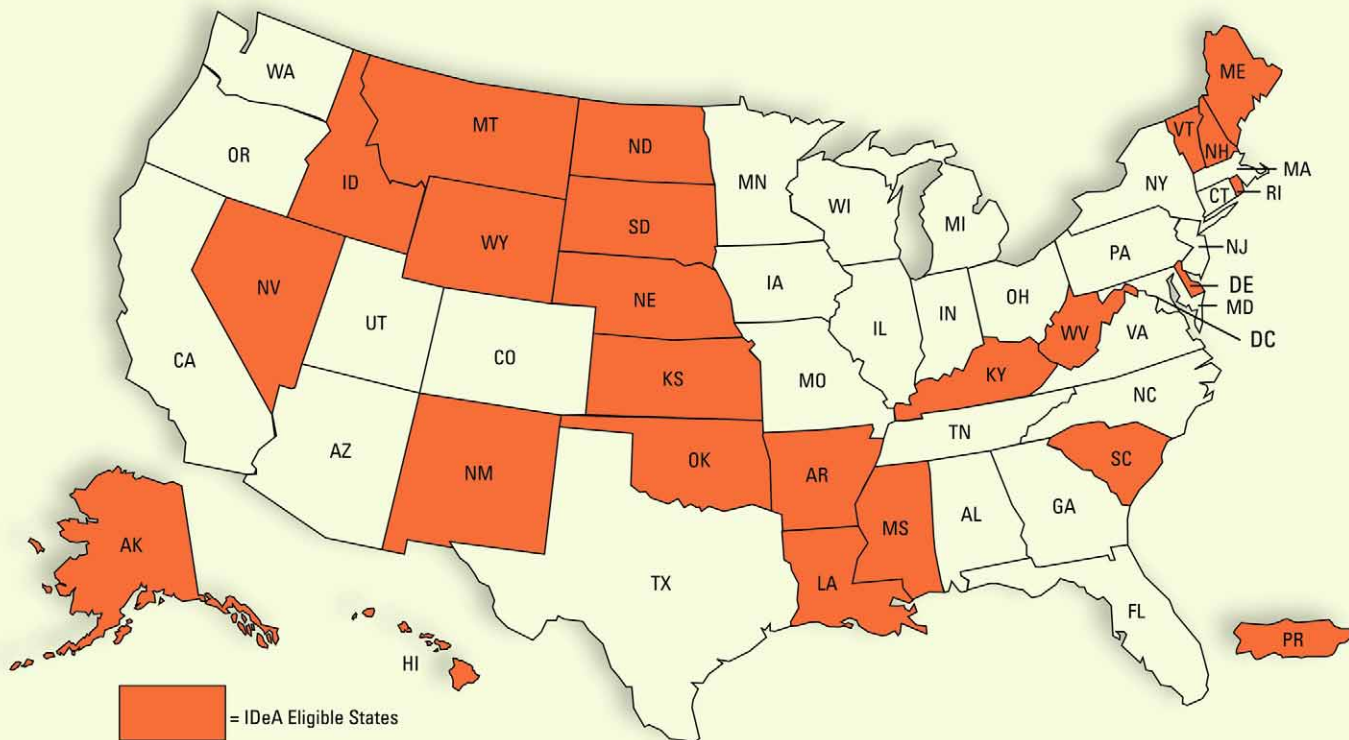 WA
ME
MT
VT
ND
NH
OR
MN
MA
ID
NY
CT
RI
WI
SD
MI
WY
NJ
PA
IA
NV
DE
NE
OH
MD
IN
UT
IL
WV
DC
VA
CO
CA
KS
MO
KY
NC
TN
AZ
OK
SC
NM
AR
AL
GA
MS
AK
TX
LA
FL
PR
HI
= IDeA Eligible States